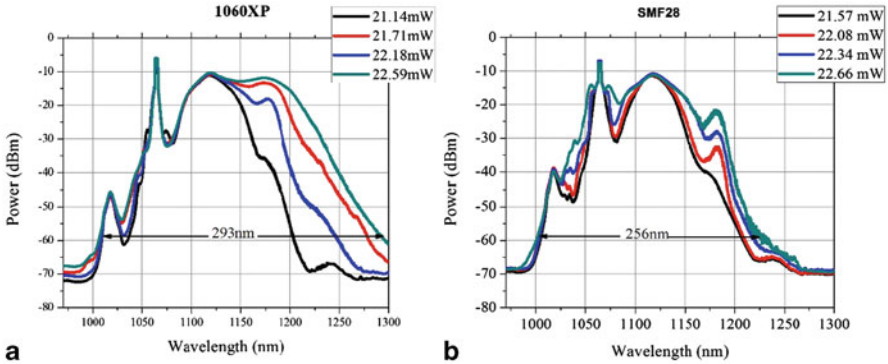 1060XP
21.14mW
21.71mW
22.18mW
22.59mW
0
-10
-20
-30
-40
-50
-60
-70
-80
Power (dBm)
293nm
1000 1050 1100 1150 1200 1250 1300
Wavelength (nm)
a
SMF28
21.57 mW
22.08 mW
22.34 mW
22.66 mW
0
-10
-20
-30
-40
-50
-60
-70
-80
Power (dBm)
256nm
1000 1050 1100 1150 1200 1250 1300
Wavelength (nm)
b